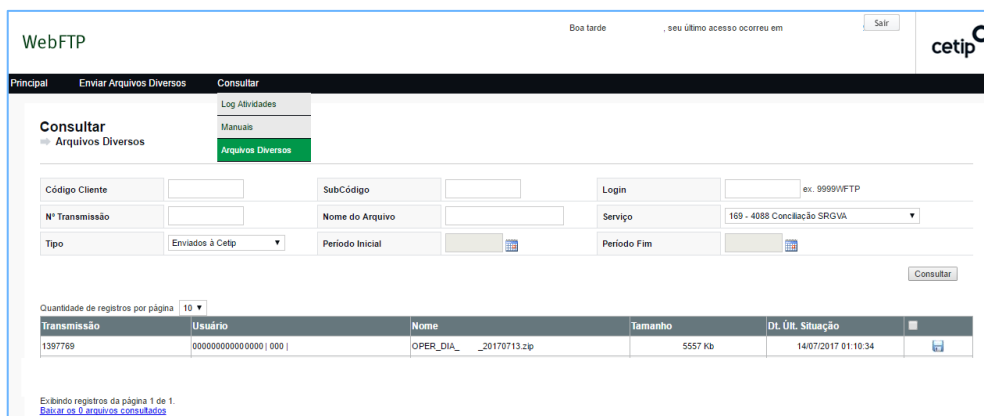 WebFTP
Boa tarde , seu último acesso ocorreu em . Sair
cetip
Principal Enviar Arquivos Diversos Consultar
Log Atividades
Manuais
Arquivos Diversos
Consultar
Arquivos Diversos
Código Cliente SubCódigo Login ex. 9999WFTP
Nº Transmissão Nome do Arquivo Serviço 169 - 4088 Conciliação SRGVA
Tipo Enviados à Cetip Período Inicial Período Fim
Consultar
Quantidade de registros por página 10
Transmissão Usuário Nome Tamanho Dt. Últ. Situação
1397769 00000000000000 | 000 | OPER_DIA_ _20170713.zip 5557 Kb 14/07/2017 01:10:34
Exibindo registros da página 1 de 1.
Baixar os 0 arquivos consultados